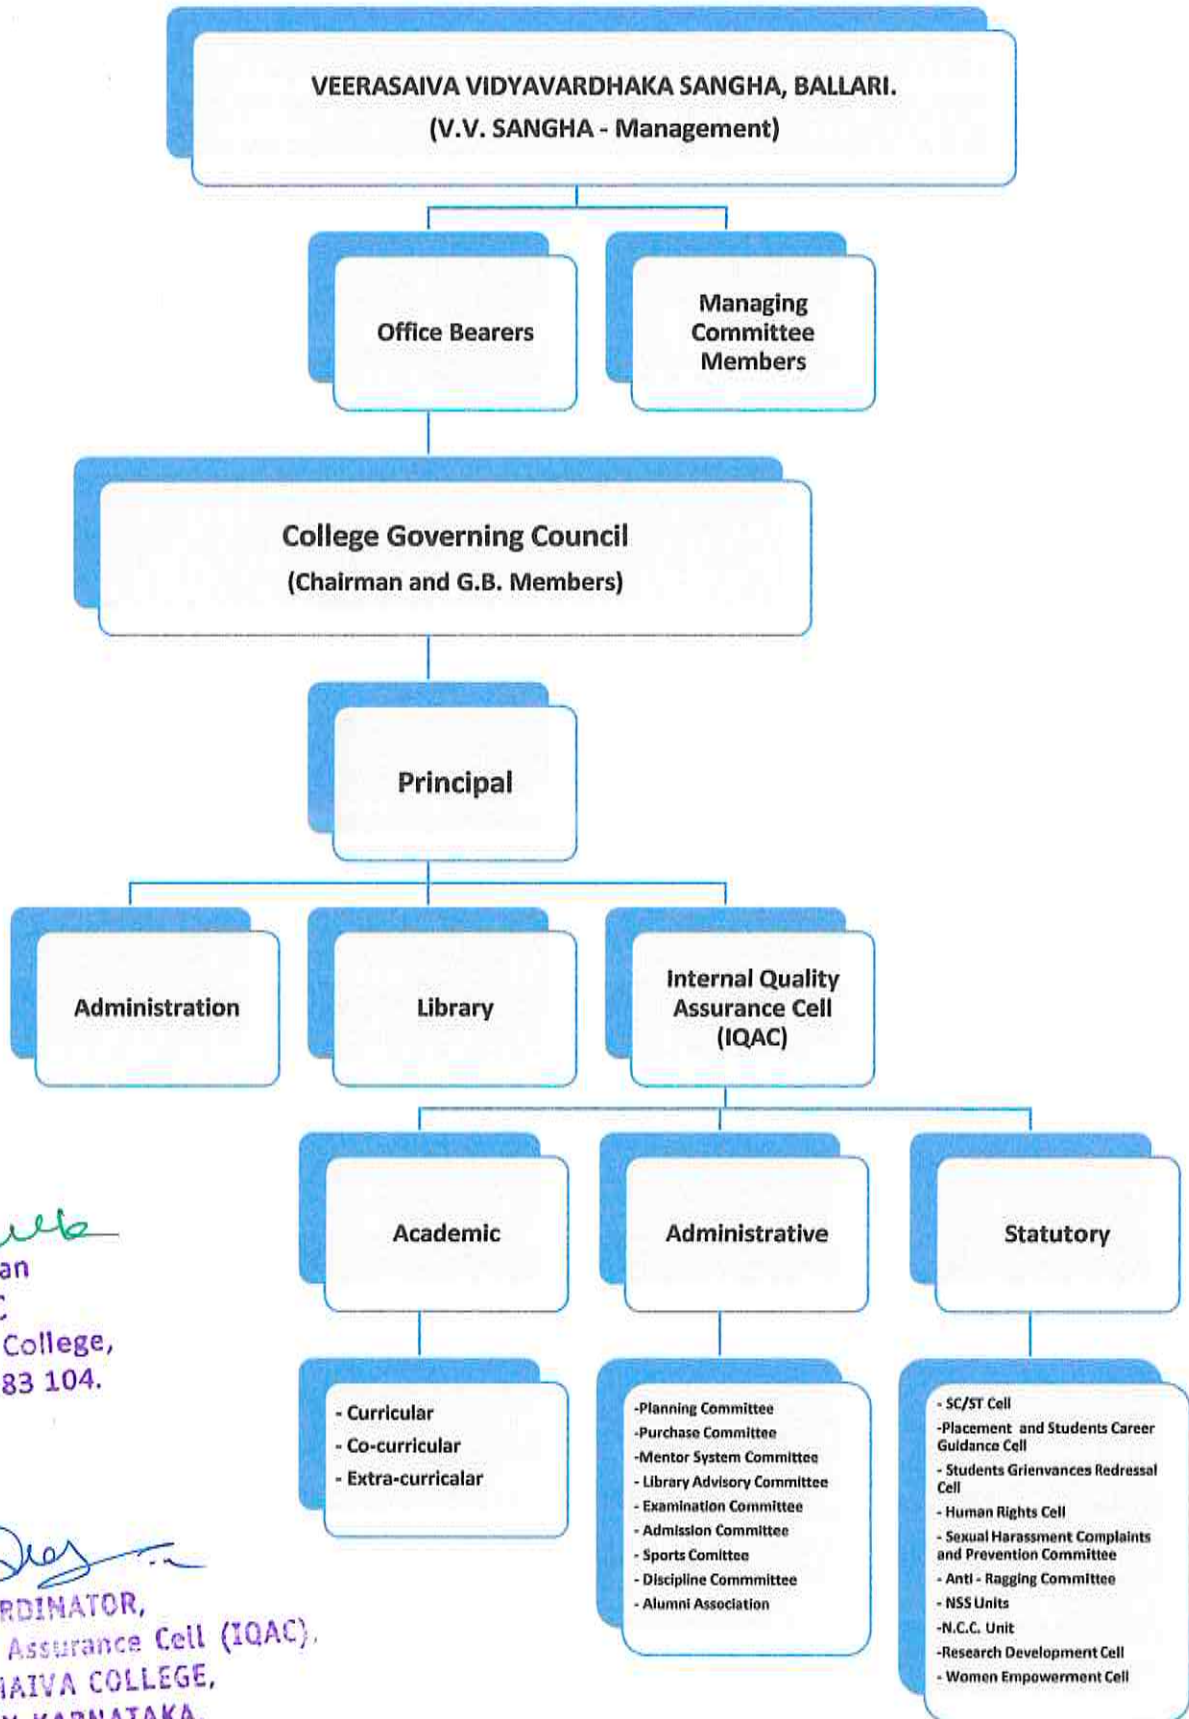 VEERASAIVA VIDYAVARDHAKA SANGHA, BALLARI.
(V.V. SANGHA - Management)
Office Bearers
Managing
Committee
Members
College Governing Council
(Chairman and G.B. Members)
Principal
Administration
Library
Internal Quality
Assurance Cell
(IQAC)
Academic
Administrative
Statutory
- Curricular
- Co-curricular
- Extra-curricalar
-Planning Committee
-Purchase Committee
-Mentor System Committee
- Library Advisory Committee
- Examination Committee
- Admission Committee
- Sports Comittee
- Discipline Commmittee
- Alumni Association
- SC/ST Cell
-Placement and Students Career
Guidance Cell
- Students Grienvances Redressal
Cell
- Human Rights Cell
- Sexual Harassment Complaints
and Prevention Committee
- Anti - Ragging Committee
- NSS Units
-N.C.C. Unit
-Research Development Cell
- Women Empowerment Cell
an
C
College,
83 104.
RDINATOR,
Assurance Cell (IQAC),
HAIVA COLLEGE,
KARNATAKA.